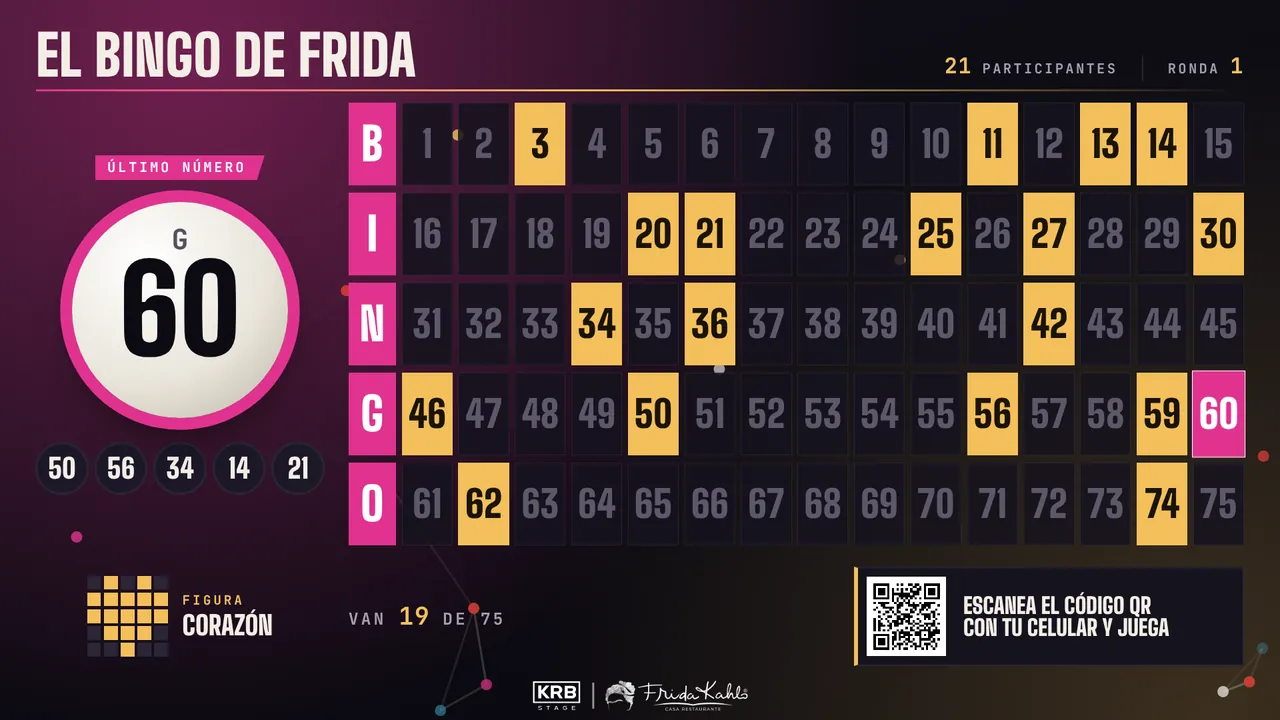 EL BINGO DE FRIDA
21 PARTICIPANTES RONDA 1
ÚLTIMO NÚMERO
G
60
50 56 34 14 21
B 1 2 3 4 5 6 7 8 9 10 11 12 13 14 15
I 16 17 18 19 20 21 22 23 24 25 26 27 28 29 30
N 31 32 33 34 35 36 37 38 39 40 41 42 43 44 45
G 46 47 48 49 50 51 52 53 54 55 56 57 58 59 60
O 61 62 63 64 65 66 67 68 69 70 71 72 73 74 75
FIGURA
CORAZÓN
VAN 19 DE 75
ESCANEA EL CÓDIGO QR
CON TU CELULAR Y JUEGA
KRB
STAGE
Frida Kahlo
CASA RESTAURANTE